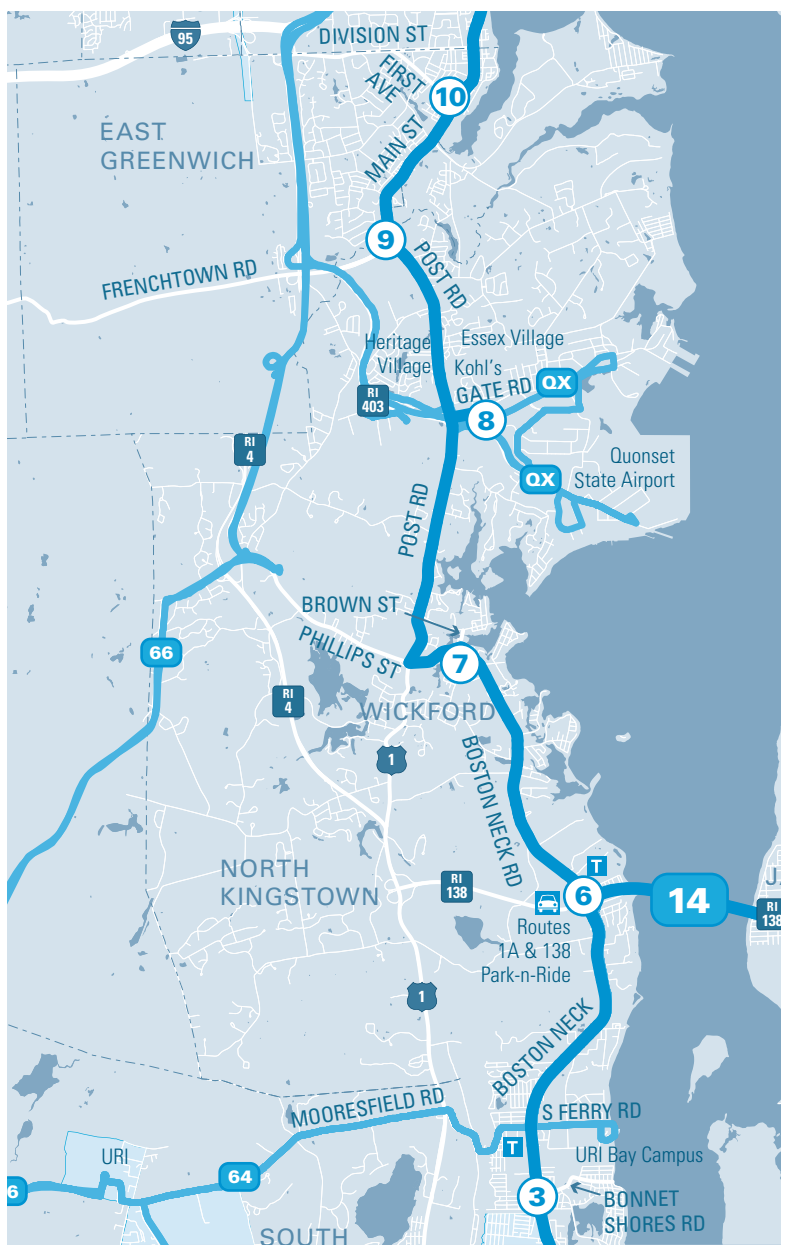 95
DIVISION ST
FIRST
AVE
10
EAST
GREENWICH
MAIN ST
9
POST RD
FRENCHTOWN RD
Heritage
Village
Essex Village
Kohl's
GATE RD
QX
RI
403
8
RI
4
Quonset
State Airport
QX
POST RD
BROWN ST
PHILLIPS ST
66
7
RI
4
WICKFORD
1
BOSTON NECK RD
NORTH
KINGSTOWN
RI
138
T
6
14
J
RI
138
Routes
1A & 138
Park-n-Ride
1
BOSTON NECK
MOORESFIELD RD
S FERRY RD
T
URI Bay Campus
URI
64
6
3
BONNET
SHORES RD
SOUTH